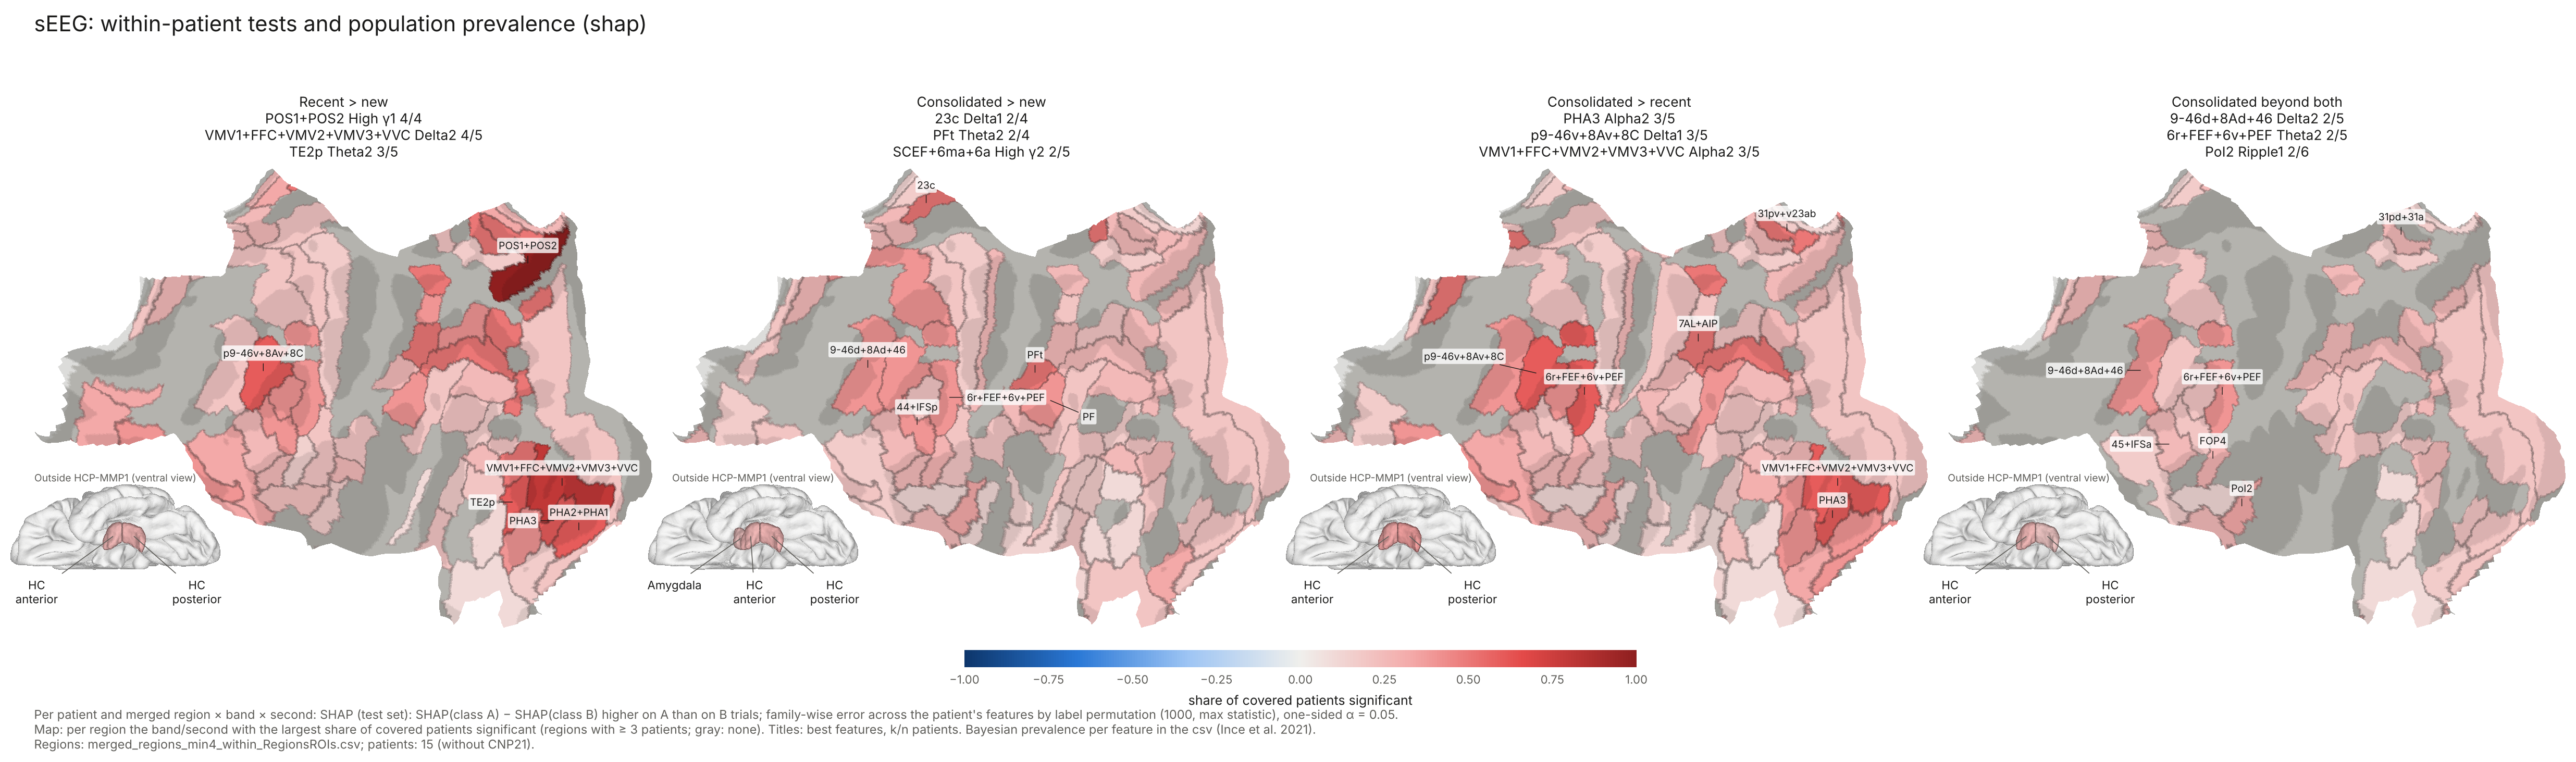 sEEG: within-patient tests and population prevalence (shap)
Recent > new
POS1+POS2 High γ1 4/4
VMV1+FFC+VMV2+VMV3+VVC Delta2 4/5
TE2p Theta2 3/5
POS1+POS2
p9-46v+8Av+8C
VMV1+FFC+VMV2+VMV3+VVC
TE2p
PHA3
PHA2+PHA1
Outside HCP-MMP1 (ventral view)
HC
anterior
HC
posterior
Consolidated > new
23c Delta1 2/4
PFt Theta2 2/4
SCEF+6ma+6a High γ2 2/5
23c
9-46d+8Ad+46
PFt
6r+FEF+6v+PEF
44+IFSp
PF
Outside HCP-MMP1 (ventral view)
Amygdala
HC
anterior
HC
posterior
Consolidated > recent
PHA3 Alpha2 3/5
p9-46v+8Av+8C Delta1 3/5
VMV1+FFC+VMV2+VMV3+VVC Alpha2 3/5
31pv+v23ab
7AL+AIP
p9-46v+8Av+8C
6r+FEF+6v+PEF
VMV1+FFC+VMV2+VMV3+VVC
PHA3
Outside HCP-MMP1 (ventral view)
HC
anterior
HC
posterior
Consolidated beyond both
9-46d+8Ad+46 Delta2 2/5
6r+FEF+6v+PEF Theta2 2/5
PoI2 Ripple1 2/6
31pd+31a
9-46d+8Ad+46
6r+FEF+6v+PEF
45+IFSa
FOP4
PoI2
Outside HCP-MMP1 (ventral view)
HC
anterior
HC
posterior
−1.00 −0.75 −0.50 −0.25 0.00 0.25 0.50 0.75 1.00
share of covered patients significant
Per patient and merged region × band × second: SHAP (test set): SHAP(class A) − SHAP(class B) higher on A than on B trials; family-wise error across the patient's features by label permutation (1000, max statistic), one-sided α = 0.05.
Map: per region the band/second with the largest share of covered patients significant (regions with ≥ 3 patients; gray: none). Titles: best features, k/n patients. Bayesian prevalence per feature in the csv (Ince et al. 2021).
Regions: merged_regions_min4_within_RegionsROIs.csv; patients: 15 (without CNP21).